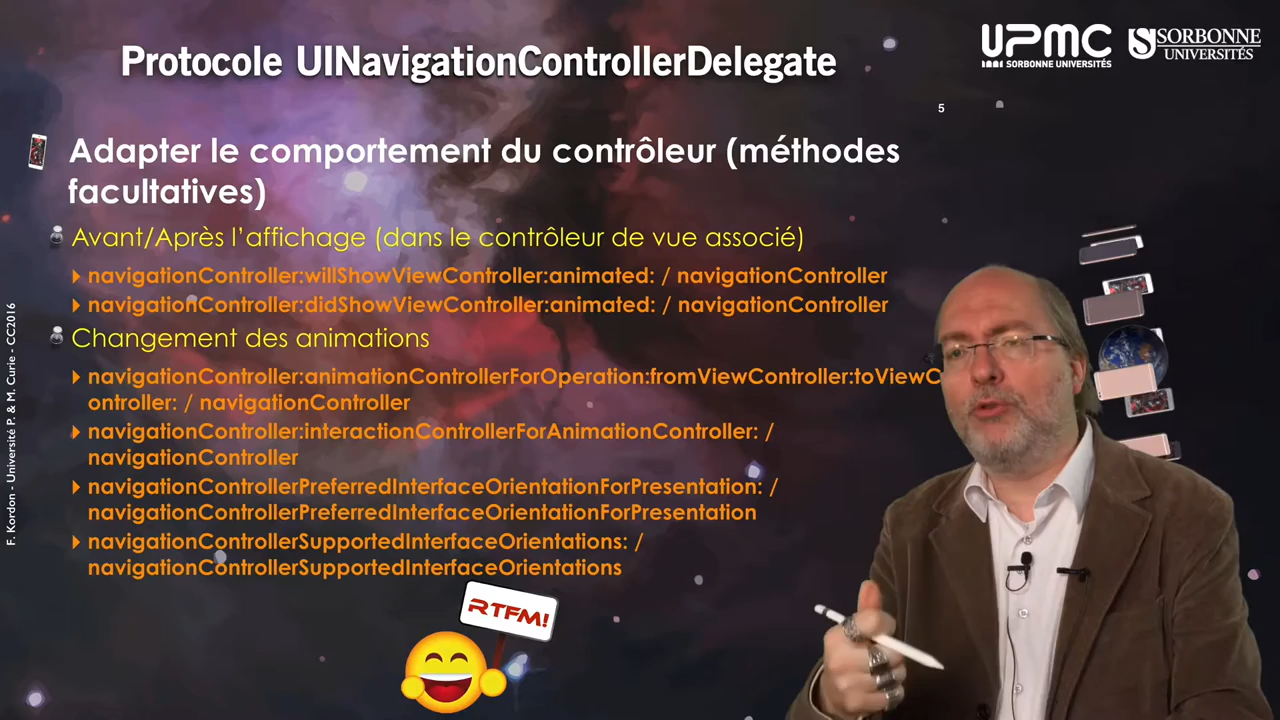 Protocole UINavigationControllerDelegate
UPMC
SORBONNE UNIVERSITÉS
SORBONNE
UNIVERSITÉS
5
Adapter le comportement du contrôleur (méthodes
facultatives)
Avant/Après l'affichage (dans le contrôleur de vue associé)
navigationController:willShowViewController:animated: / navigationController
navigationController:didShowViewController:animated: / navigationController
Changement des animations
navigationController:animationControllerForOperation:fromViewController:toViewC
ontroller: / navigationController
navigationController:interactionControllerForAnimationController: /
navigationController
navigationControllerPreferredInterfaceOrientationForPresentation: /
navigationControllerPreferredInterfaceOrientationForPresentation
navigationControllerSupportedInterfaceOrientations: /
navigationControllerSupportedInterfaceOrientations
RTFM!
F. Kordon - Université P. & M. Curie - CC2016